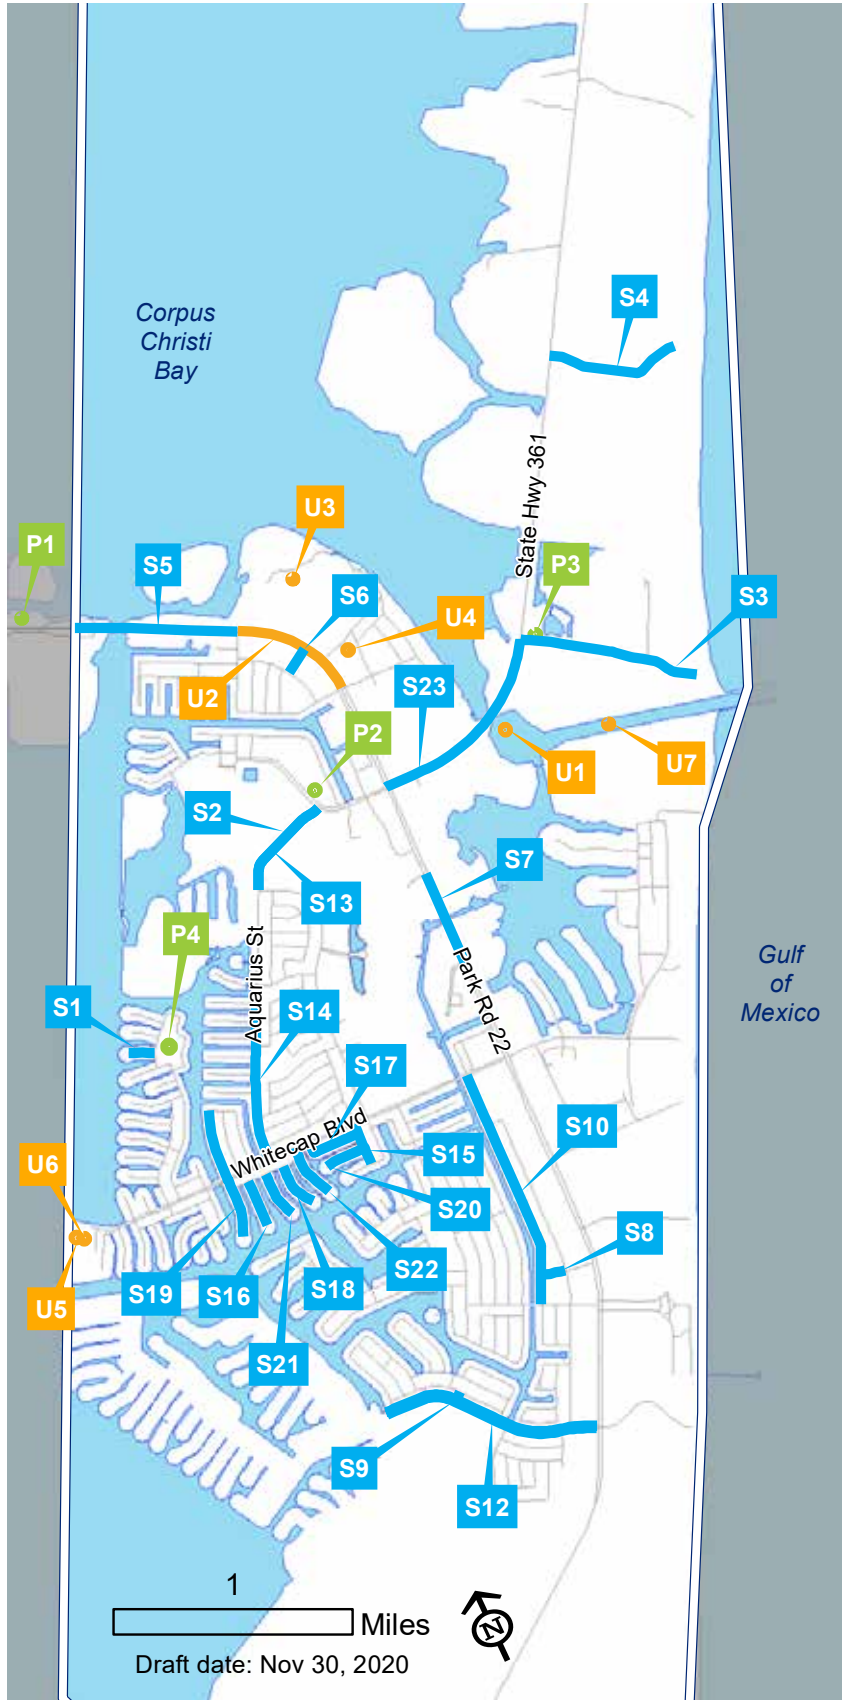 S4
Corpus
Christi
Bay
State Hwy 361
U3
P1
S5
S6
P3
S3
U4
U2
S23
P2
U1
U7
S2
S7
S13
P4
Aquarius St
Park Rd 22
Gulf
of
Mexico
S1
S14
S17
Whitecap Blvd
S10
S15
U6
S20
S8
S22
U5
S19
S16
S18
S21
S9
S12
1
Miles
N
Draft date: Nov 30, 2020